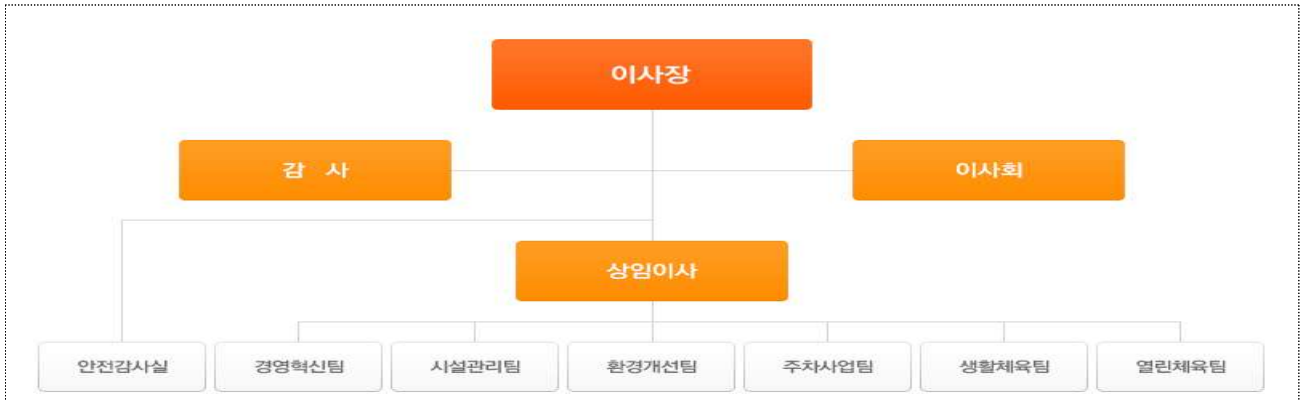 이사장
감 사
이사회
상임이사
안전감사실 경영혁신팀 시설관리팀 환경개선팀 주차사업팀 생활체육팀 열린체육팀